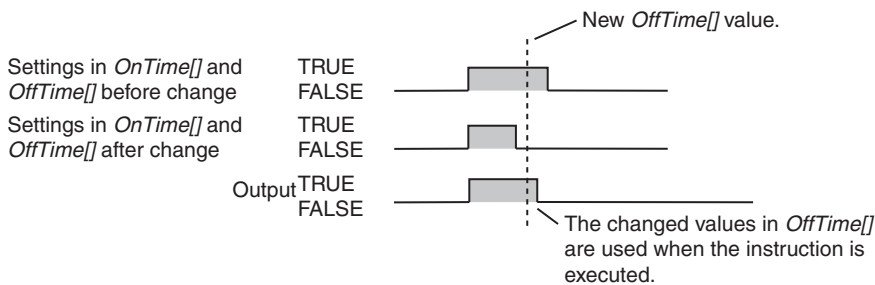 New OffTime[] value.
Settings in OnTime[] and
OffTime[] before change
TRUE
FALSE
Settings in OnTime[] and
OffTime[] after change
TRUE
FALSE
Output
TRUE
FALSE
The changed values in OffTime[]
are used when the instruction is
executed.